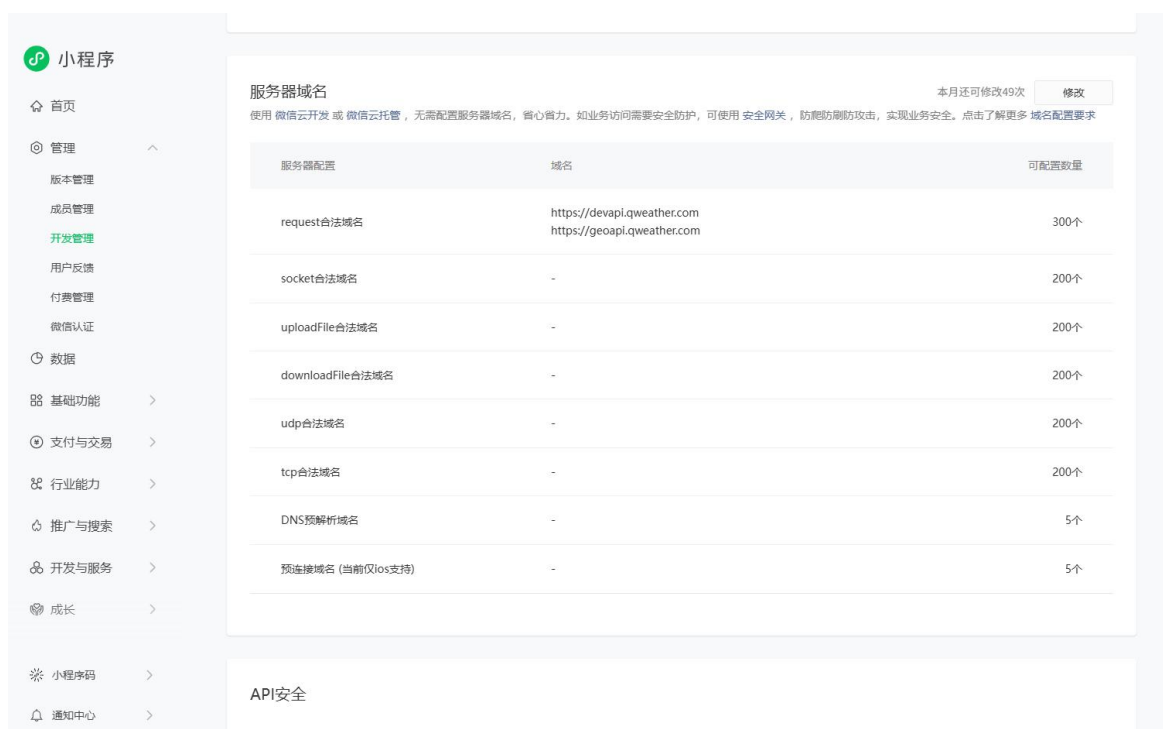 小程序
首页
管理
版本管理
成员管理
开发管理
用户反馈
付费管理
微信认证
数据
基础功能
支付与交易
行业能力
推广与搜索
开发与服务
成长
小程序码
通知中心
服务器域名
本月还可修改49次 修改
使用 微信云开发 或 微信云托管 ，无需配置服务器域名，省心省力。如业务访问需要安全防护，可使用 安全网关 ，防爬防刷防攻击，实现业务安全。点击了解更多 域名配置要求
服务器配置 域名 可配置数量
request合法域名 https://devapi.qweather.com 300个
https://geoapi.qweather.com
socket合法域名 - 200个
uploadFile合法域名 - 200个
downloadFile合法域名 - 200个
udp合法域名 - 200个
tcp合法域名 - 200个
DNS预解析域名 - 5个
预连接域名 (当前仅ios支持) - 5个
API安全